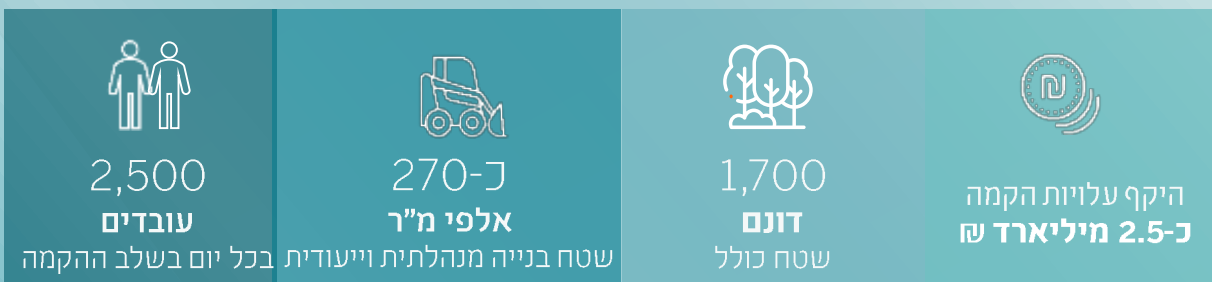 היקף עלויות הקמה
כ-2.5 מיליארד ₪
1,700
דונם
שטח כולל
כ-270
אלפי מ"ר
שטח בנייה מנהלתית וייעודית
2,500
עובדים
בכל יום בשלב ההקמה